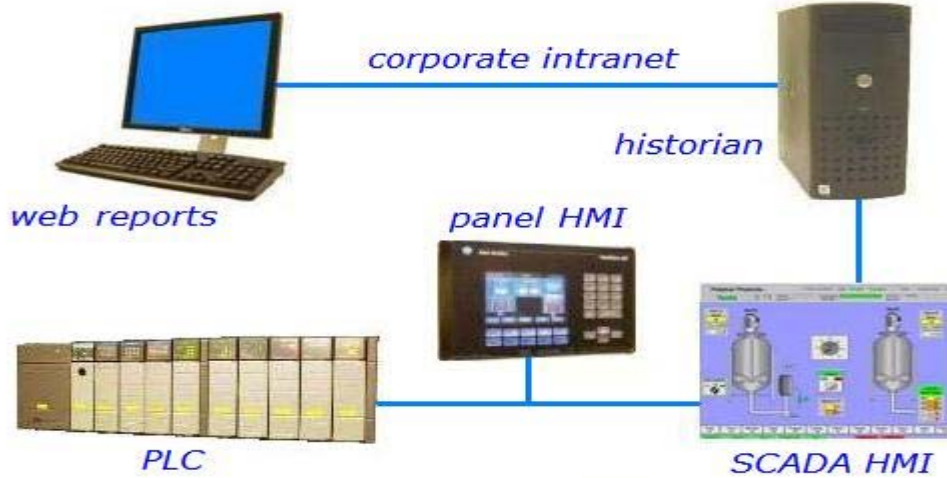 corporate intranet
historian
web reports
panel HMI
PLC
SCADA HMI